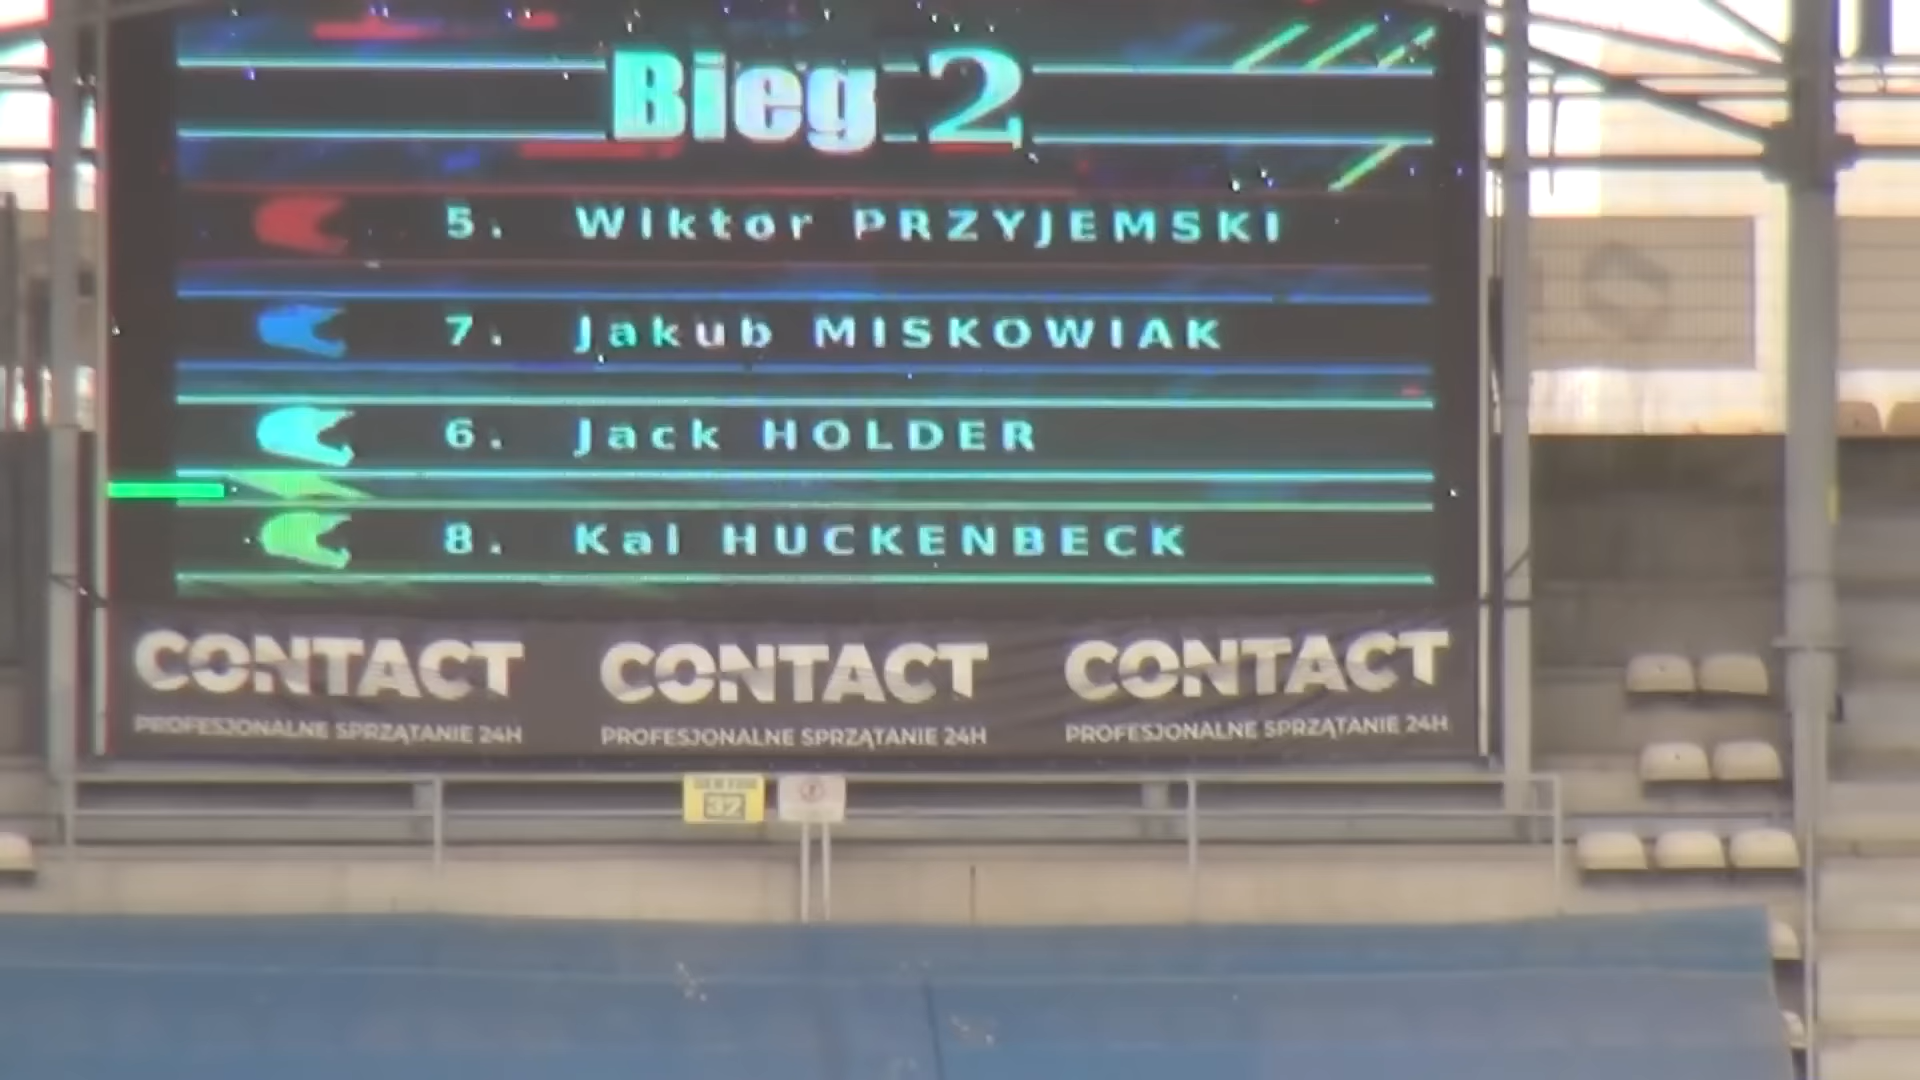 Bieg 2
5. Wiktor PRZYJEMSKI
7. Jakub MISKOWIAK
6. Jack HOLDER
8. Kai HUCKENBECK
CONTACT CONTACT CONTACT
PROFESJONALNE SPRZĄTANIE 24H PROFESJONALNE SPRZĄTANIE 24H PROFESJONALNE SPRZĄTANIE 24H
32